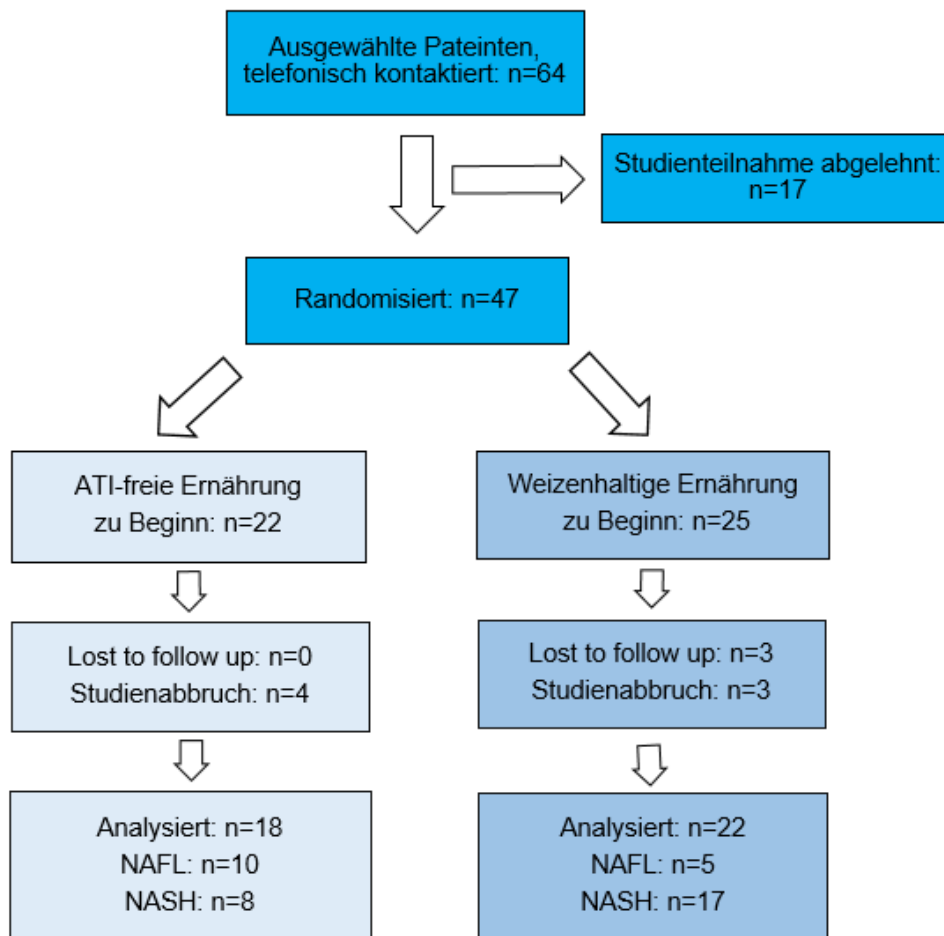 Ausgewählte Pateinten,
telefonisch kontaktiert: n=64
Studienteilnahme abgelehnt:
n=17
Randomisiert: n=47
ATI-freie Ernährung
zu Beginn: n=22
Weizenhaltige Ernährung
zu Beginn: n=25
Lost to follow up: n=0
Studienabbruch: n=4
Lost to follow up: n=3
Studienabbruch: n=3
Analysiert: n=18
NAFL: n=10
NASH: n=8
Analysiert: n=22
NAFL: n=5
NASH: n=17